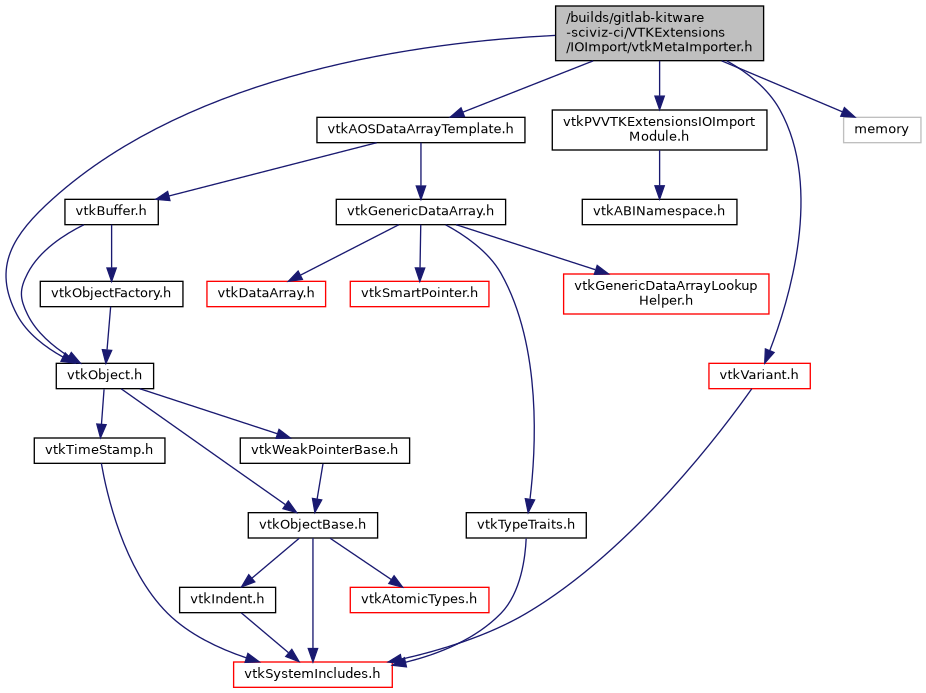 /builds/gitlab-kitware
-sciviz-ci/VTKExtensions
/IOImport/vtkMetaImporter.h
vtkAOSDataArrayTemplate.h
vtkPVVTKExtensionsIOImport
Module.h
memory
vtkBuffer.h
vtkGenericDataArray.h
vtkABINamespace.h
vtkObjectFactory.h
vtkDataArray.h
vtkSmartPointer.h
vtkGenericDataArrayLookup
Helper.h
vtkObject.h
vtkVariant.h
vtkTimeStamp.h
vtkWeakPointerBase.h
vtkObjectBase.h
vtkTypeTraits.h
vtkIndent.h
vtkAtomicTypes.h
vtkSystemIncludes.h